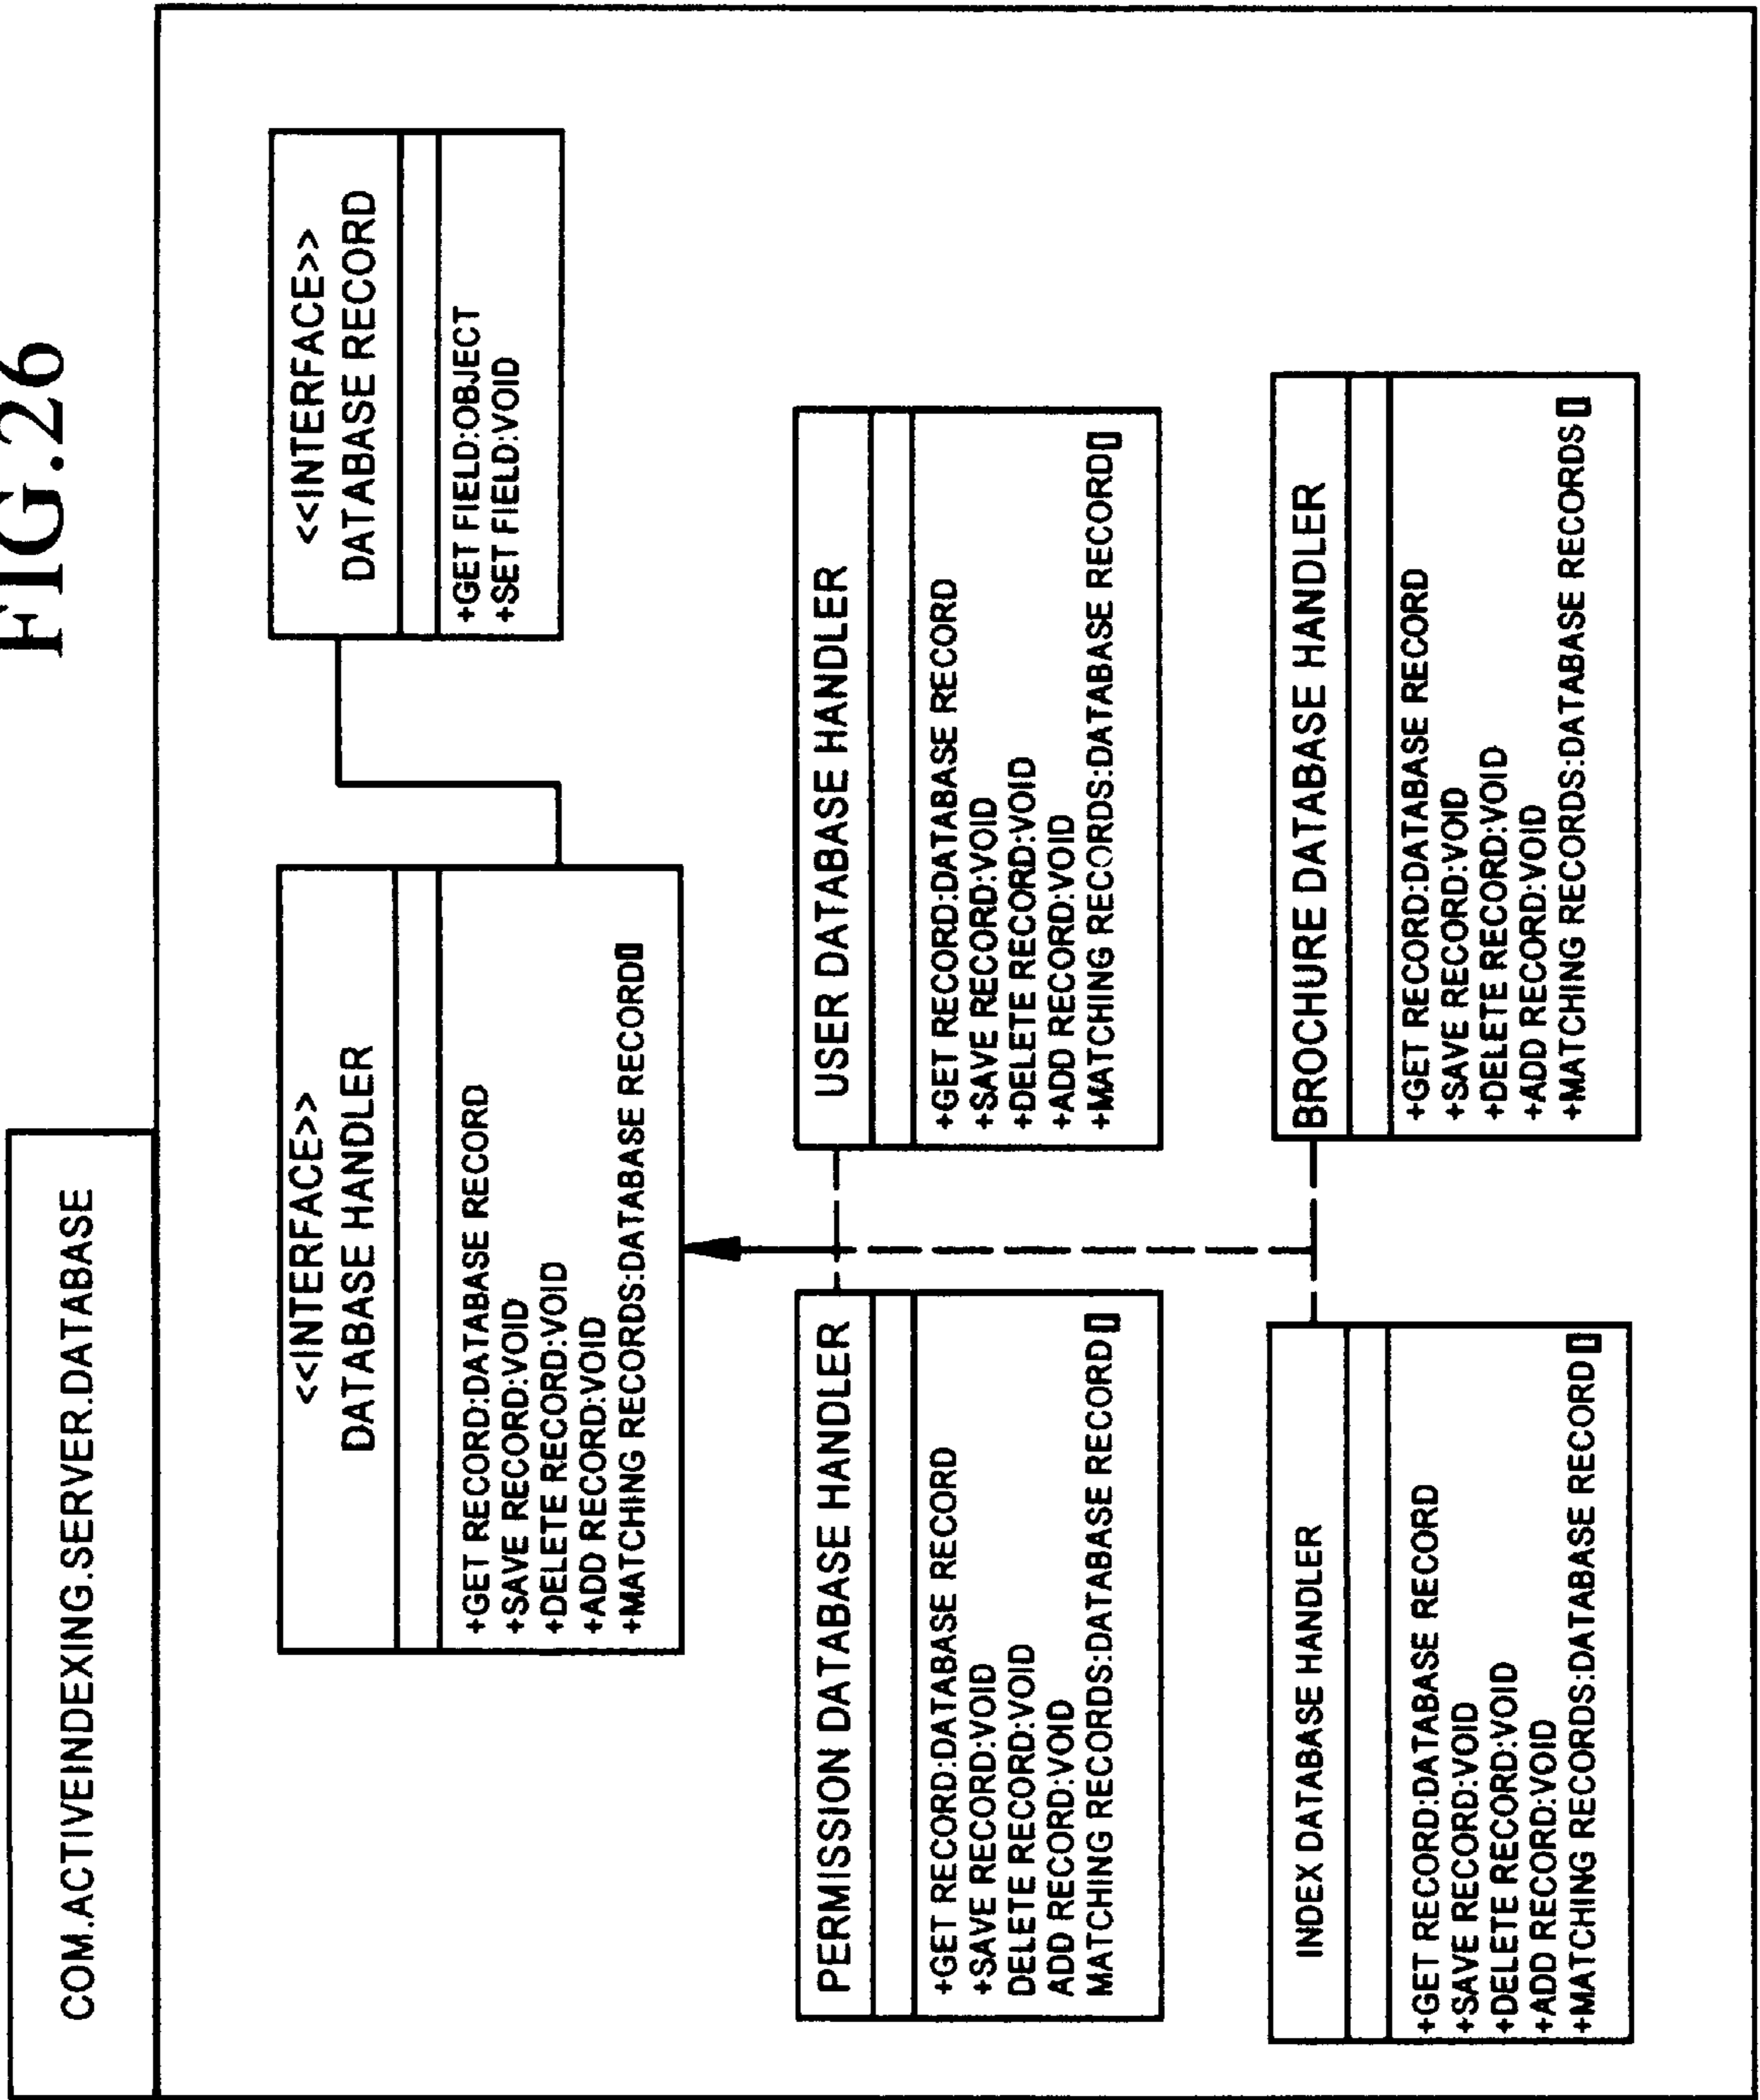 FIG.26
COM.ACTIVEINDEXING.SERVER.DATABASE
<<INTERFACE>>
DATABASE HANDLER
+GET RECORD:DATABASE RECORD
+SAVE RECORD:VOID
+DELETE RECORD:VOID
+ADD RECORD:VOID
+MATCHING RECORDS:DATABASE RECORD[]
<<INTERFACE>>
DATABASE RECORD
+GET FIELD:OBJECT
+SET FIELD:VOID
PERMISSION DATABASE HANDLER
+GET RECORD:DATABASE RECORD
+SAVE RECORD:VOID
DELETE RECORD:VOID
ADD RECORD:VOID
MATCHING RECORDS:DATABASE RECORD[]
USER DATABASE HANDLER
+GET RECORD:DATABASE RECORD
+SAVE RECORD:VOID
+DELETE RECORD:VOID
+ADD RECORD:VOID
+MATCHING RECORDS:DATABASE RECORD[]
INDEX DATABASE HANDLER
+GET RECORD:DATABASE RECORD
+SAVE RECORD:VOID
+DELETE RECORD:VOID
+ADD RECORD:VOID
+MATCHING RECORDS:DATABASE RECORD []
BROCHURE DATABASE HANDLER
+GET RECORD:DATABASE RECORD
+SAVE RECORD:VOID
+DELETE RECORD:VOID
+ADD RECORD:VOID
+MATCHING RECORDS:DATABASE RECORDS []